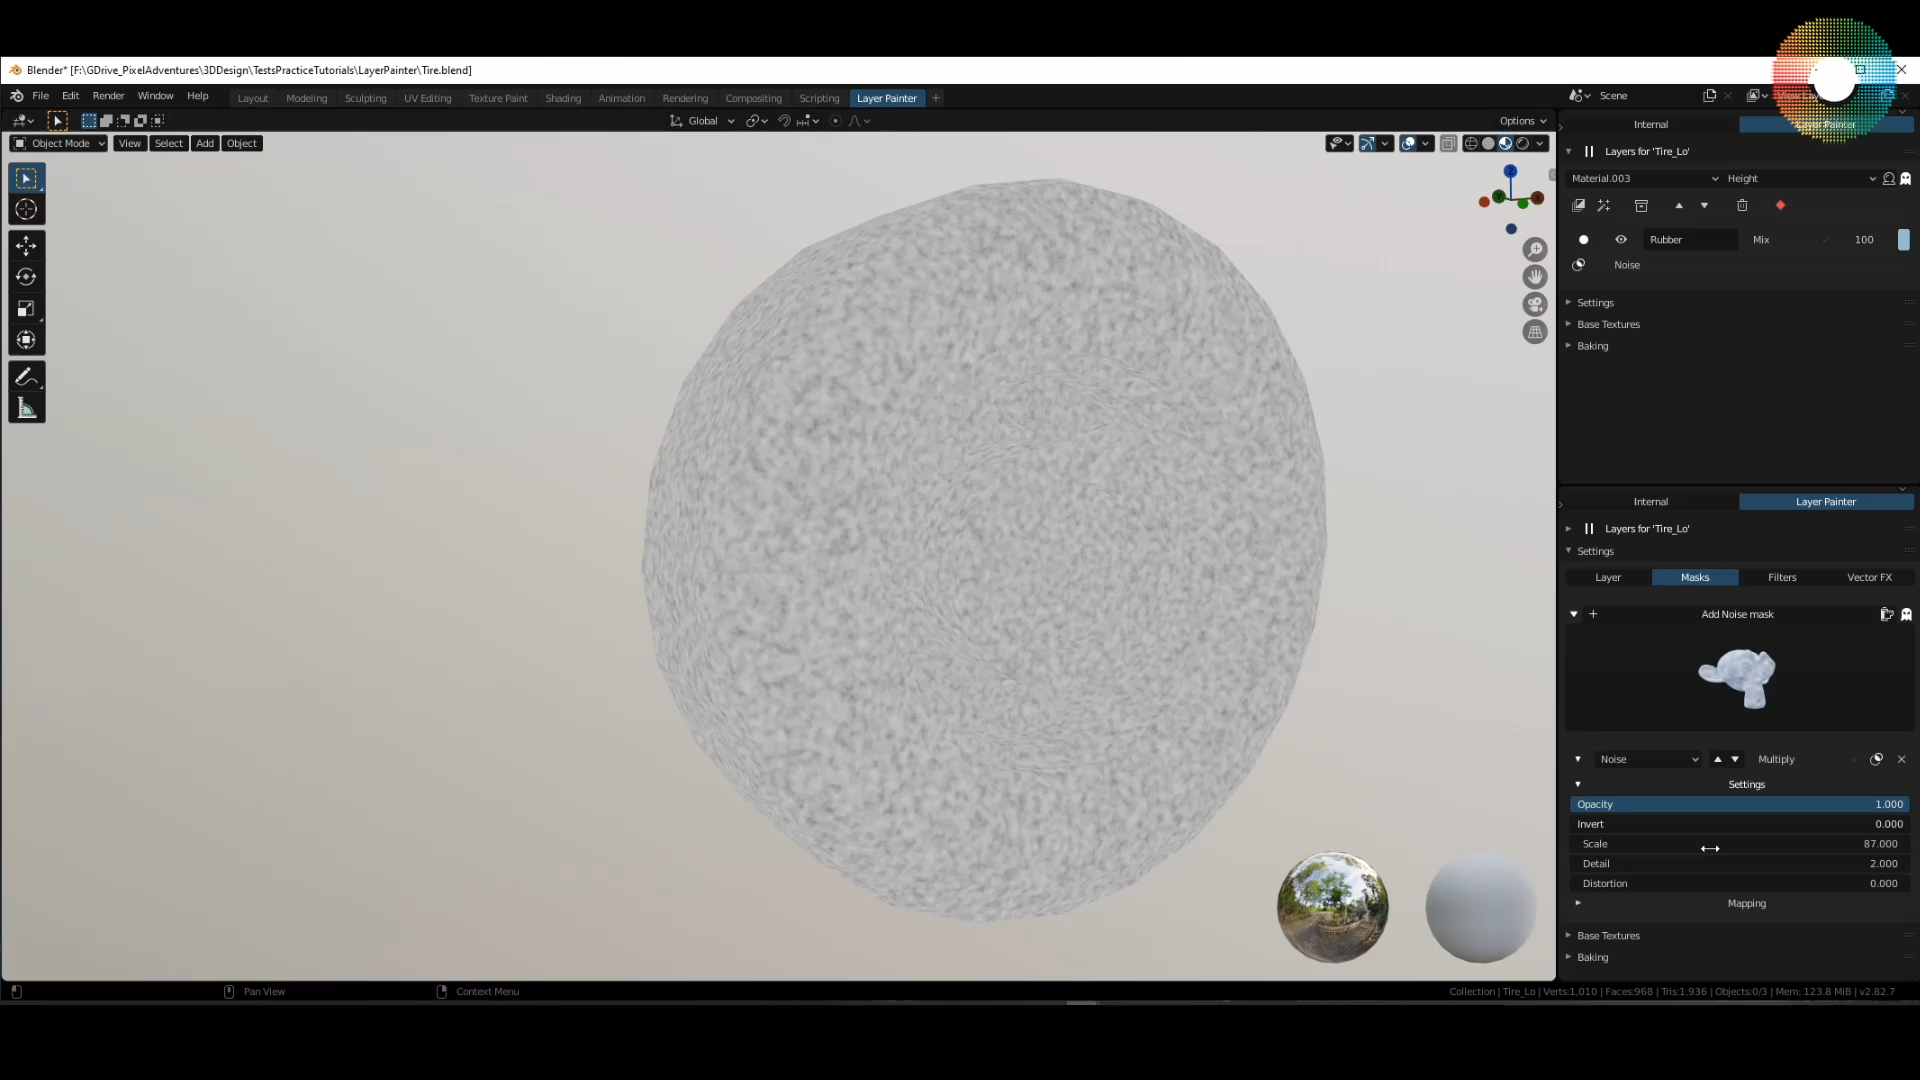 Blender* [F:\GDrive_PixelAdventures\3DDesign\TestsPracticeTutorials\LayerPainter\Tire.blend]
File Edit Render Window Help
Layout Modeling Sculpting UV Editing Texture Paint Shading Animation Rendering Compositing Scripting Layer Painter +
Scene
Global
Options
Object Mode View Select Add Object
Internal
Layers for 'Tire_Lo'
Material.003 Height
Rubber Mix 100
Noise
Settings
Base Textures
Baking
Internal Layer Painter
Layers for 'Tire_Lo'
Settings
Layer Masks Filters Vector FX
+ Add Noise mask
Noise Multiply
Settings
Opacity 1.000
Invert 0.000
Scale 87.000
Detail 2.000
Distortion 0.000
Mapping
Base Textures
Baking
Pan View Context Menu
Collection | Tire_Lo | Verts:1,010 | Faces:968 | Tris:1,936 | Objects:0/3 | Mem: 123.8 MiB | v2.82.7